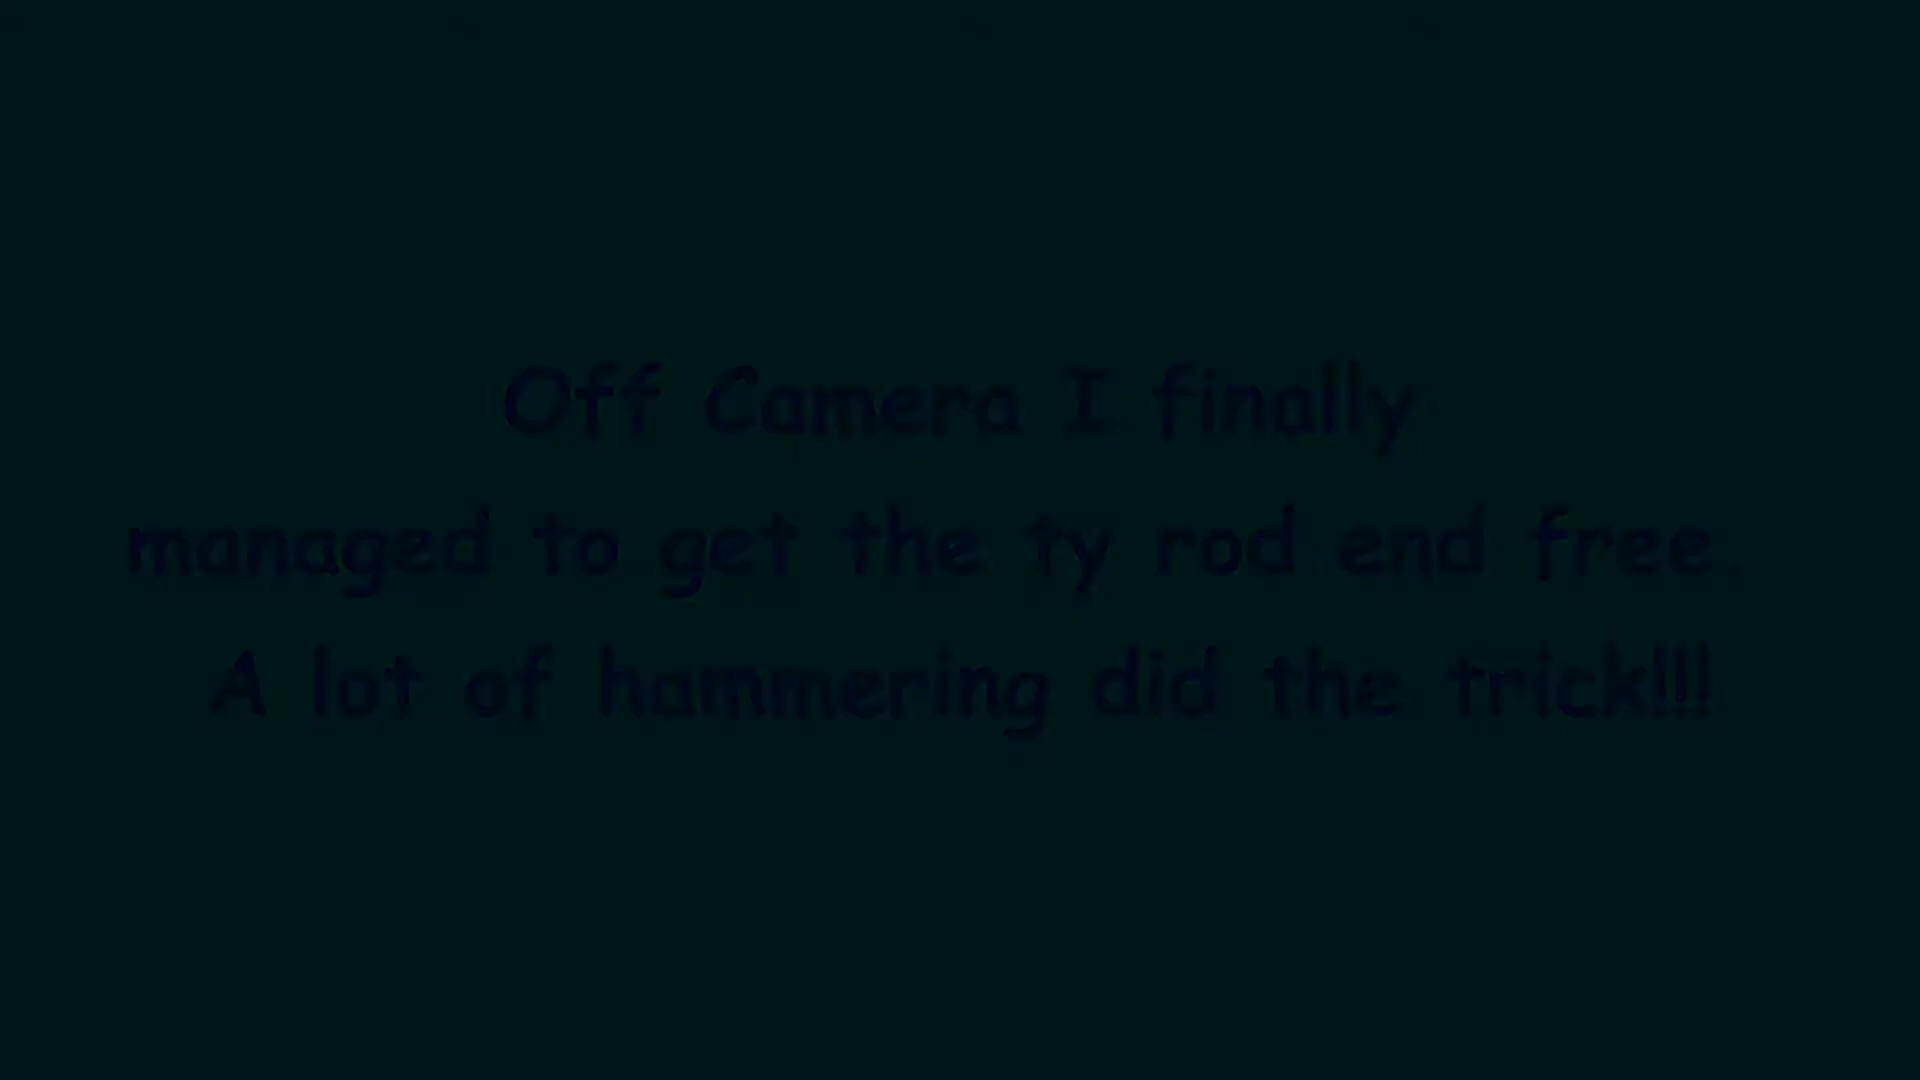 Off Camera I finally
managed to get the ty rod end free.
A lot of hammering did the trick!!!